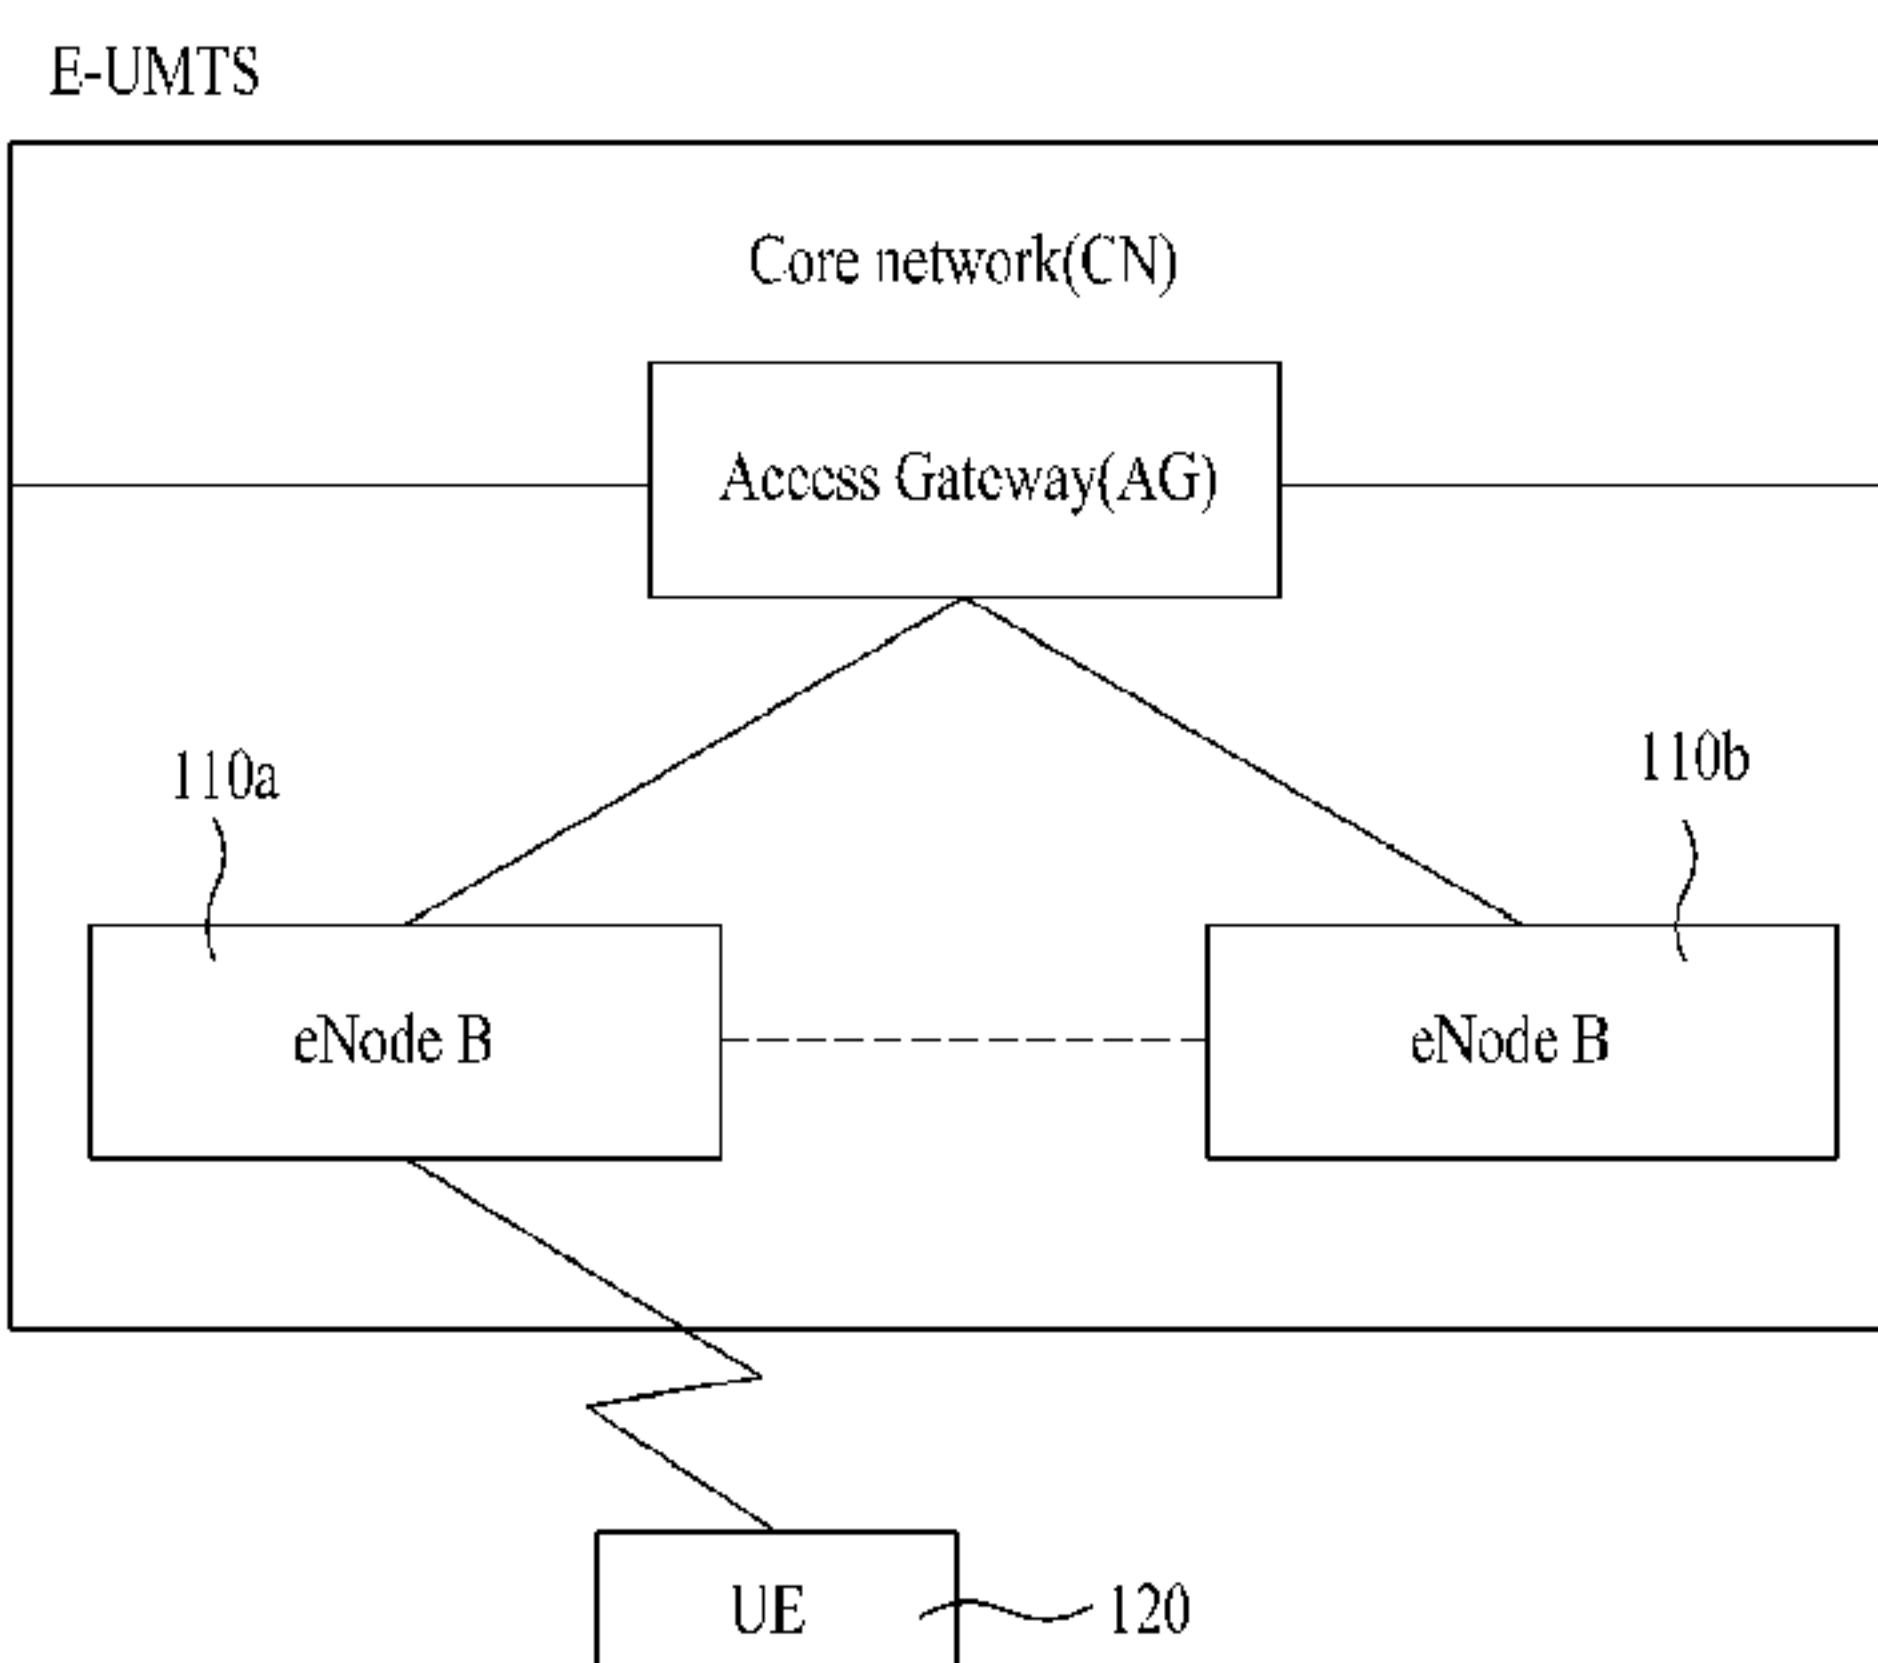 E-UMTS
Core network(CN)
Access Gateway(AG)
110a
110b
eNode B
eNode B
UE
120